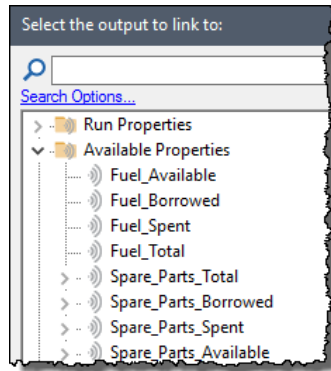 Select the output to link to:
Search Options...
Run Properties
Available Properties
Fuel_Available
Fuel_Borrowed
Fuel_Spent
Fuel_Total
Spare_Parts_Total
Spare_Parts_Borrowed
Spare_Parts_Spent
Spare_Parts_Available